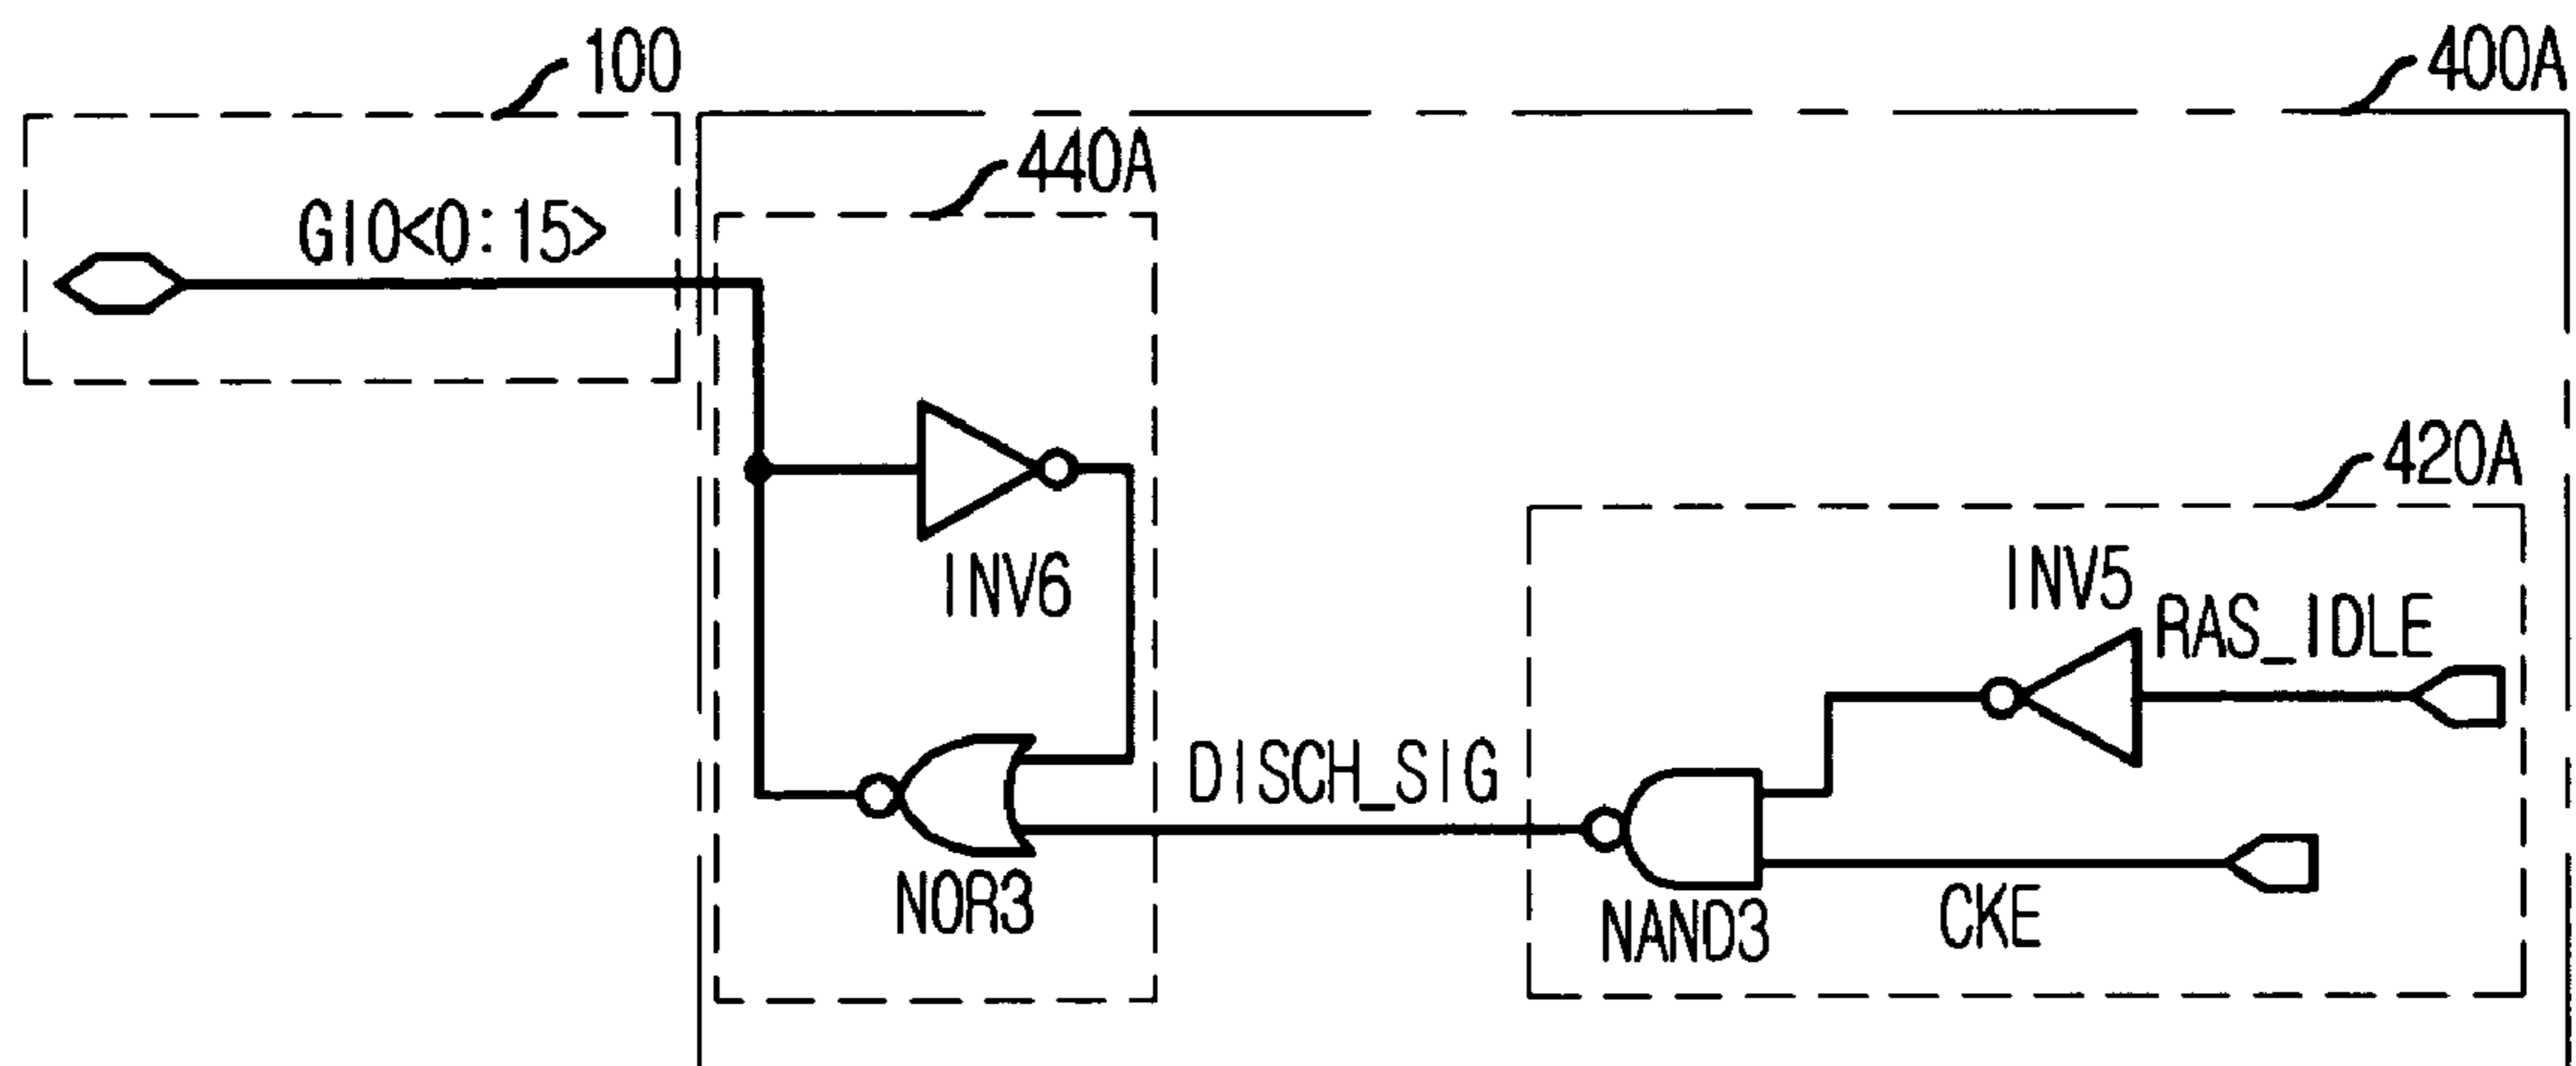 100
400A
440A
GIO<0:15>
420A
INV6
INV5
RAS_IDLE
DISCH_SIG
NOR3
NAND3
CKE